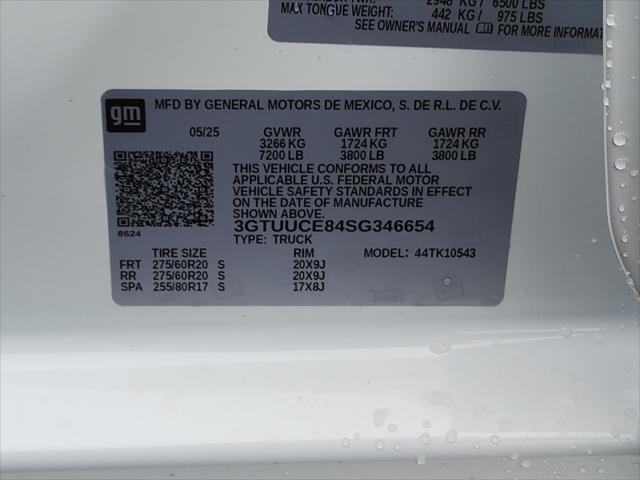 2948 KG/ 6500 LBS
MAX TONGUE WEIGHT: 442 KG/ 975 LBS
SEE OWNER'S MANUAL FOR MORE INFORMAT
gm
MFD BY GENERAL MOTORS DE MEXICO, S. DE R.L. DE C.V.
05/25 GVWR GAWR FRT GAWR RR
3266 KG 1724 KG 1724 KG
7200 LB 3800 LB 3800 LB
THIS VEHICLE CONFORMS TO ALL
APPLICABLE U.S. FEDERAL MOTOR
VEHICLE SAFETY STANDARDS IN EFFECT
ON THE DATE OF MANUFACTURE
SHOWN ABOVE.
8624
3GTUUCE84SG346654
TYPE: TRUCK MODEL: 44TK10543
TIRE SIZE RIM
FRT 275/60R20 S 20X9J
RR 275/60R20 S 20X9J
SPA 255/80R17 S 17X8J